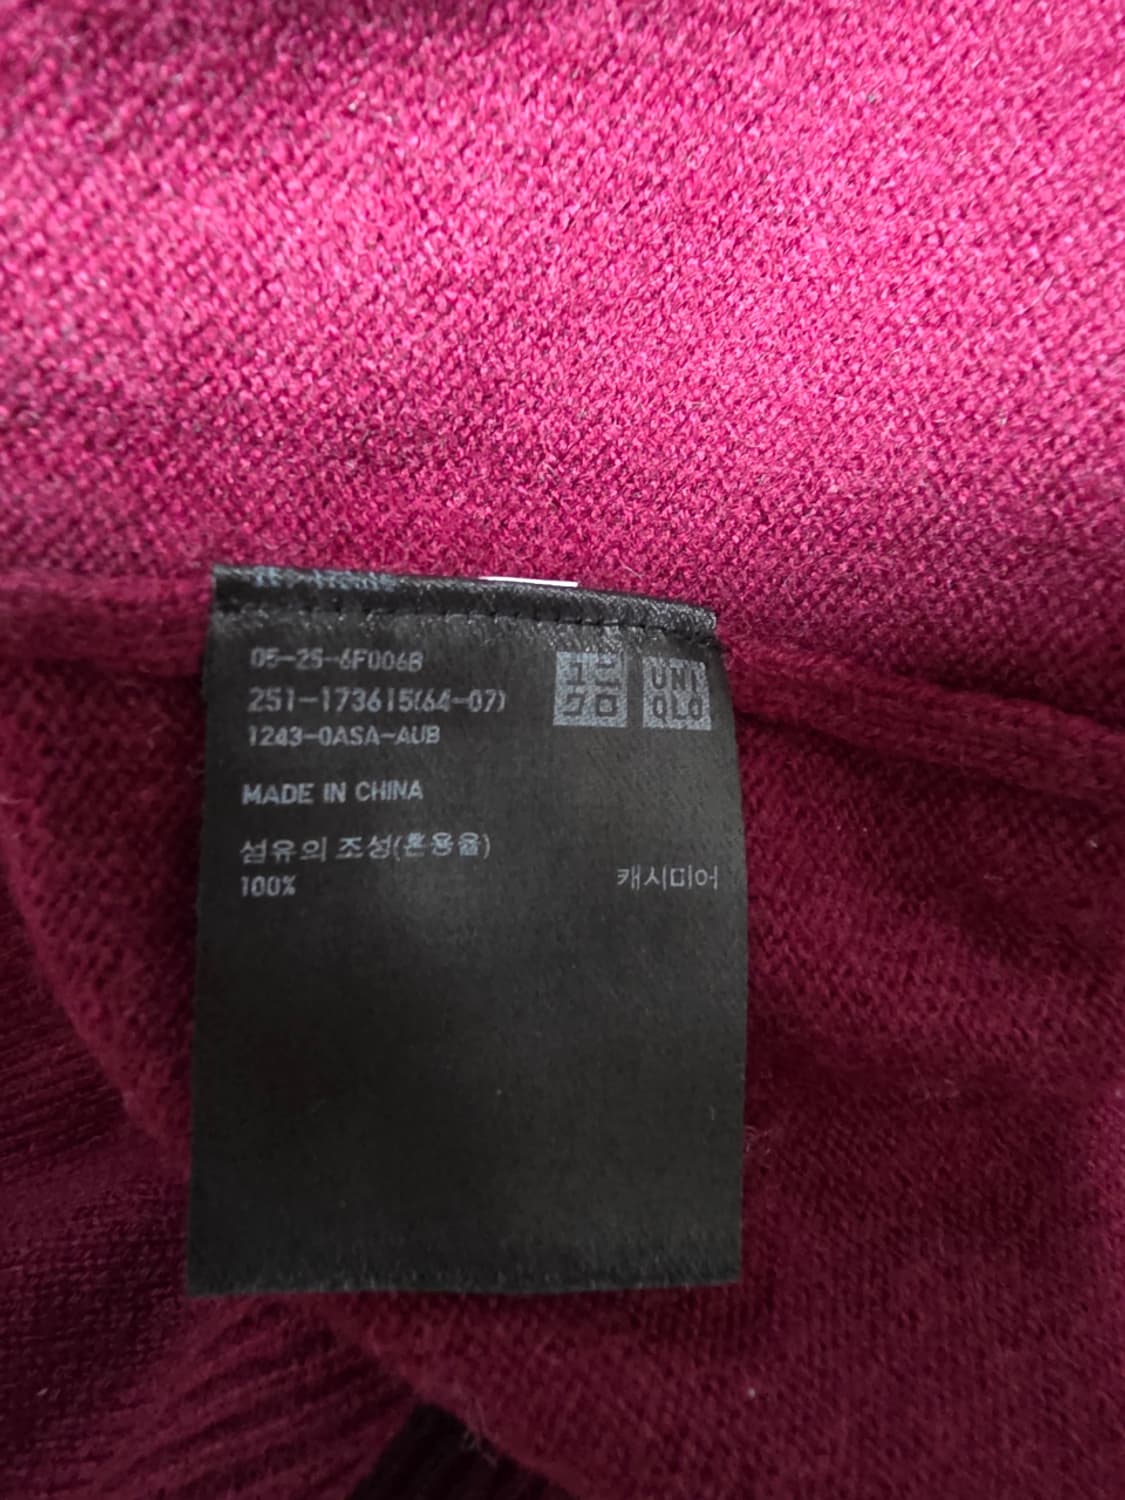 05-25-6F006B
251-173615(64-07)
1243-0ASA-AUB
ユニ
クロ
UNI
QLO
MADE IN CHINA
섬유의 조성(혼용율)
100% 캐시미어